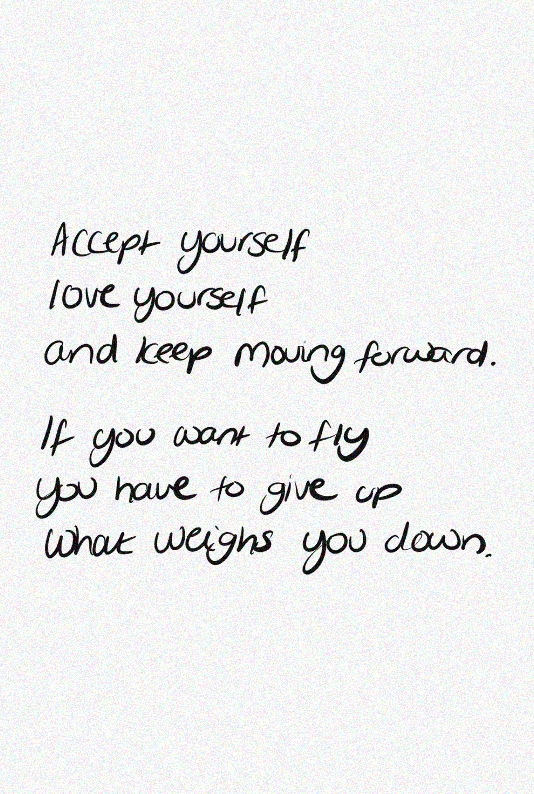 Accept yourself
love yourself
and keep moving forward.
If you want to fly
you have to give up
what weighs you down.